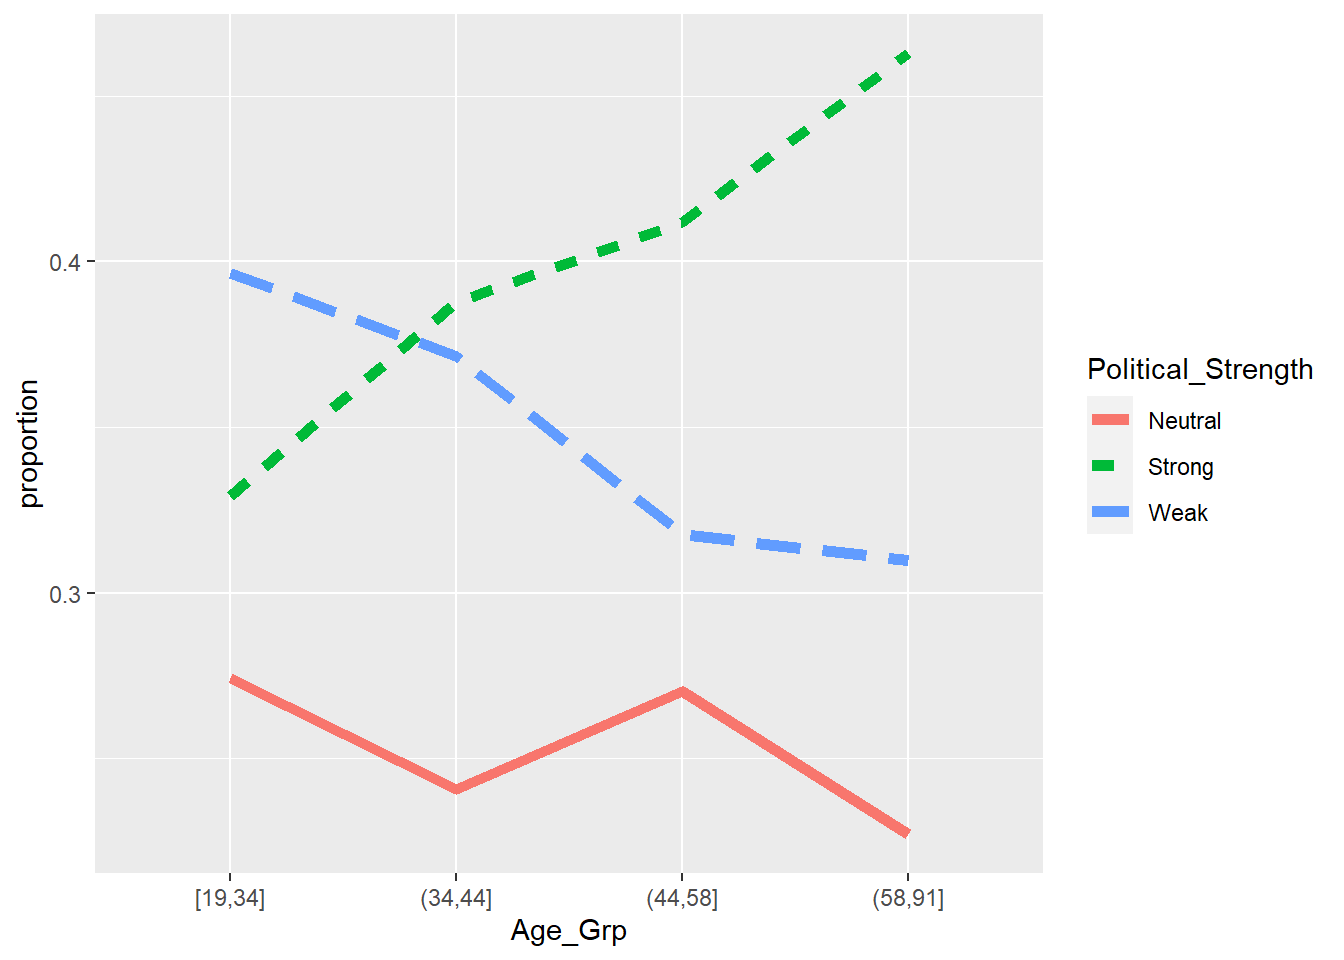 proportion
0.4
0.3
[19,34]
(34,44]
(44,58]
(58,91]
Age_Grp
Political_Strength
Neutral
Strong
Weak